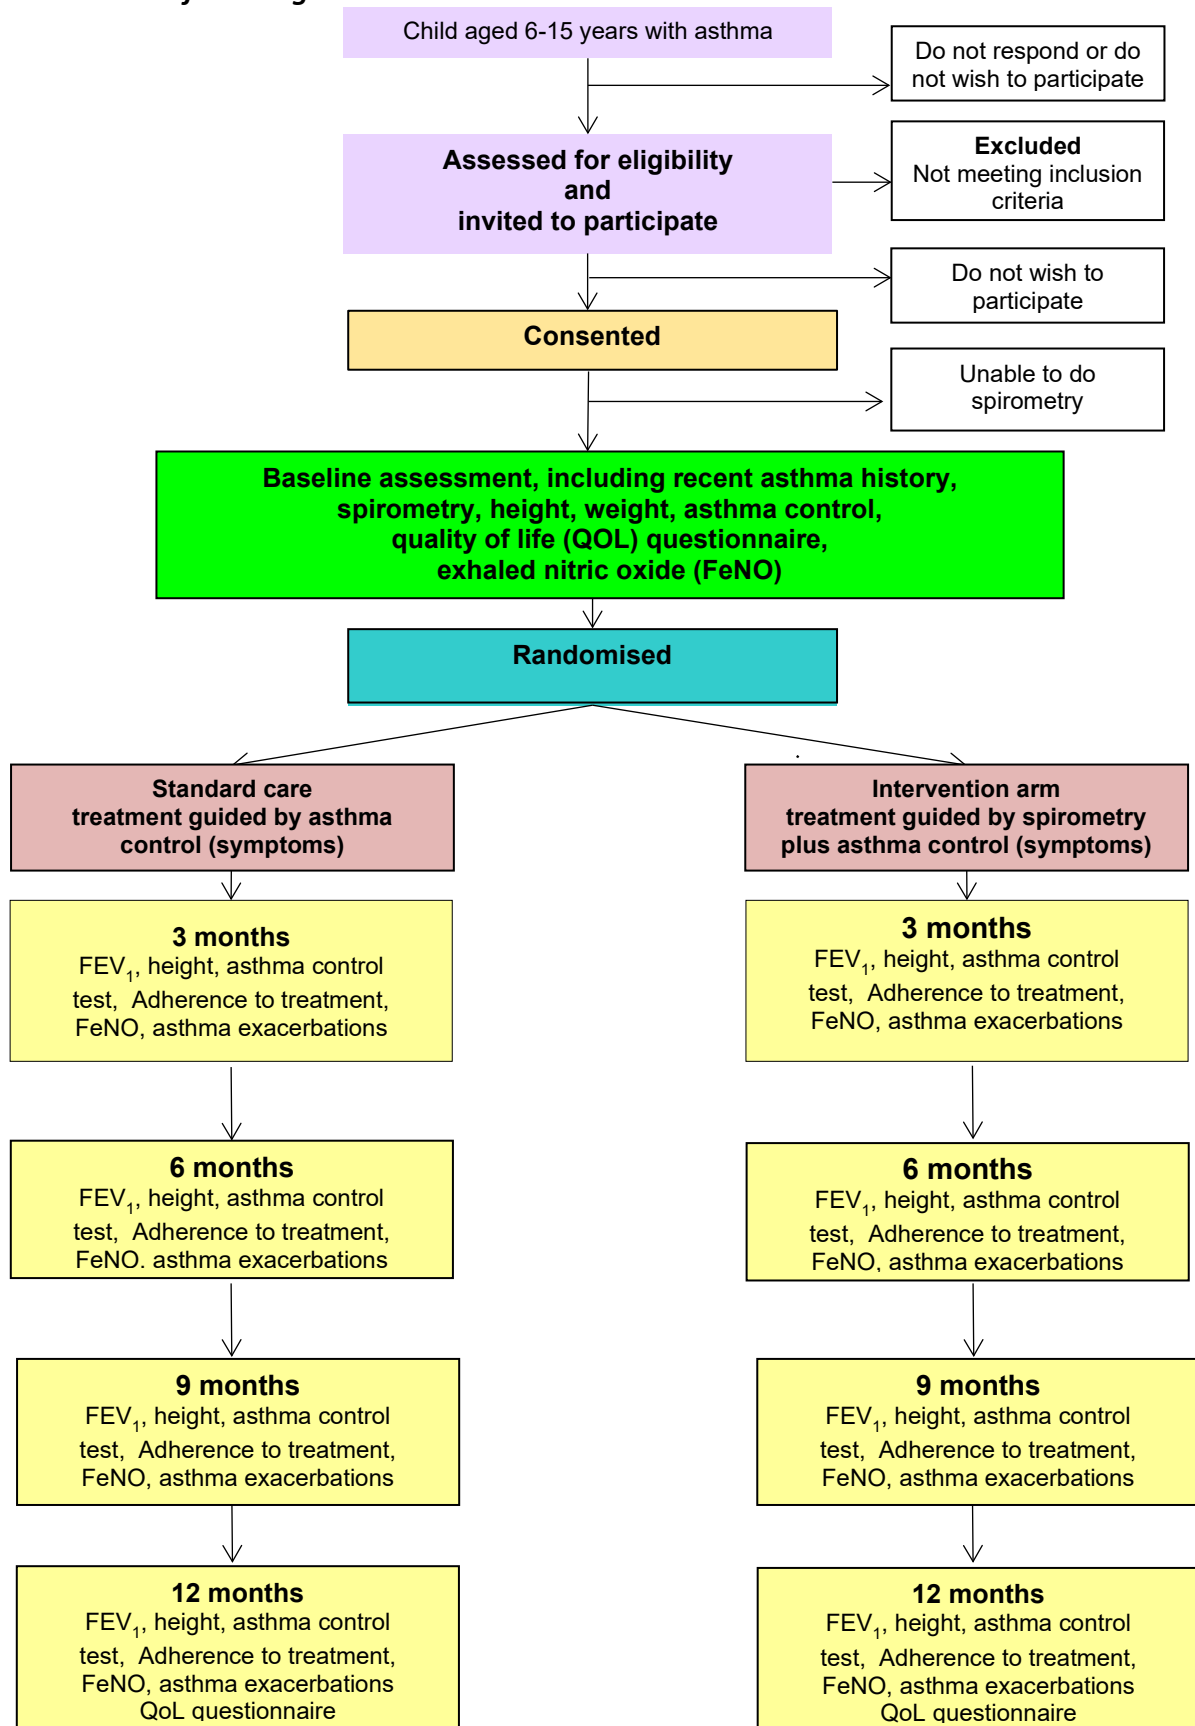 Child aged 6-15 years with asthma
Do not respond or do
not wish to participate
Assessed for eligibility
and
invited to participate
Excluded
Not meeting inclusion
criteria
Do not wish to
participate
Consented
Unable to do
spirometry
Baseline assessment, including recent asthma history,
spirometry, height, weight, asthma control,
quality of life (QOL) questionnaire,
exhaled nitric oxide (FeNO)
Randomised
Standard care
treatment guided by asthma
control (symptoms)
Intervention arm
treatment guided by spirometry
plus asthma control (symptoms)
3 months
FEV₁, height, asthma control
test, Adherence to treatment,
FeNO, asthma exacerbations
3 months
FEV₁, height, asthma control
test, Adherence to treatment,
FeNO, asthma exacerbations
6 months
FEV₁, height, asthma control
test, Adherence to treatment,
FeNO. asthma exacerbations
6 months
FEV₁, height, asthma control
test, Adherence to treatment,
FeNO, asthma exacerbations
9 months
FEV₁, height, asthma control
test, Adherence to treatment,
FeNO, asthma exacerbations
9 months
FEV₁, height, asthma control
test, Adherence to treatment,
FeNO, asthma exacerbations
12 months
FEV₁, height, asthma control
test, Adherence to treatment,
FeNO, asthma exacerbations
QoL questionnaire
12 months
FEV₁, height, asthma control
test, Adherence to treatment,
FeNO, asthma exacerbations
QoL questionnaire